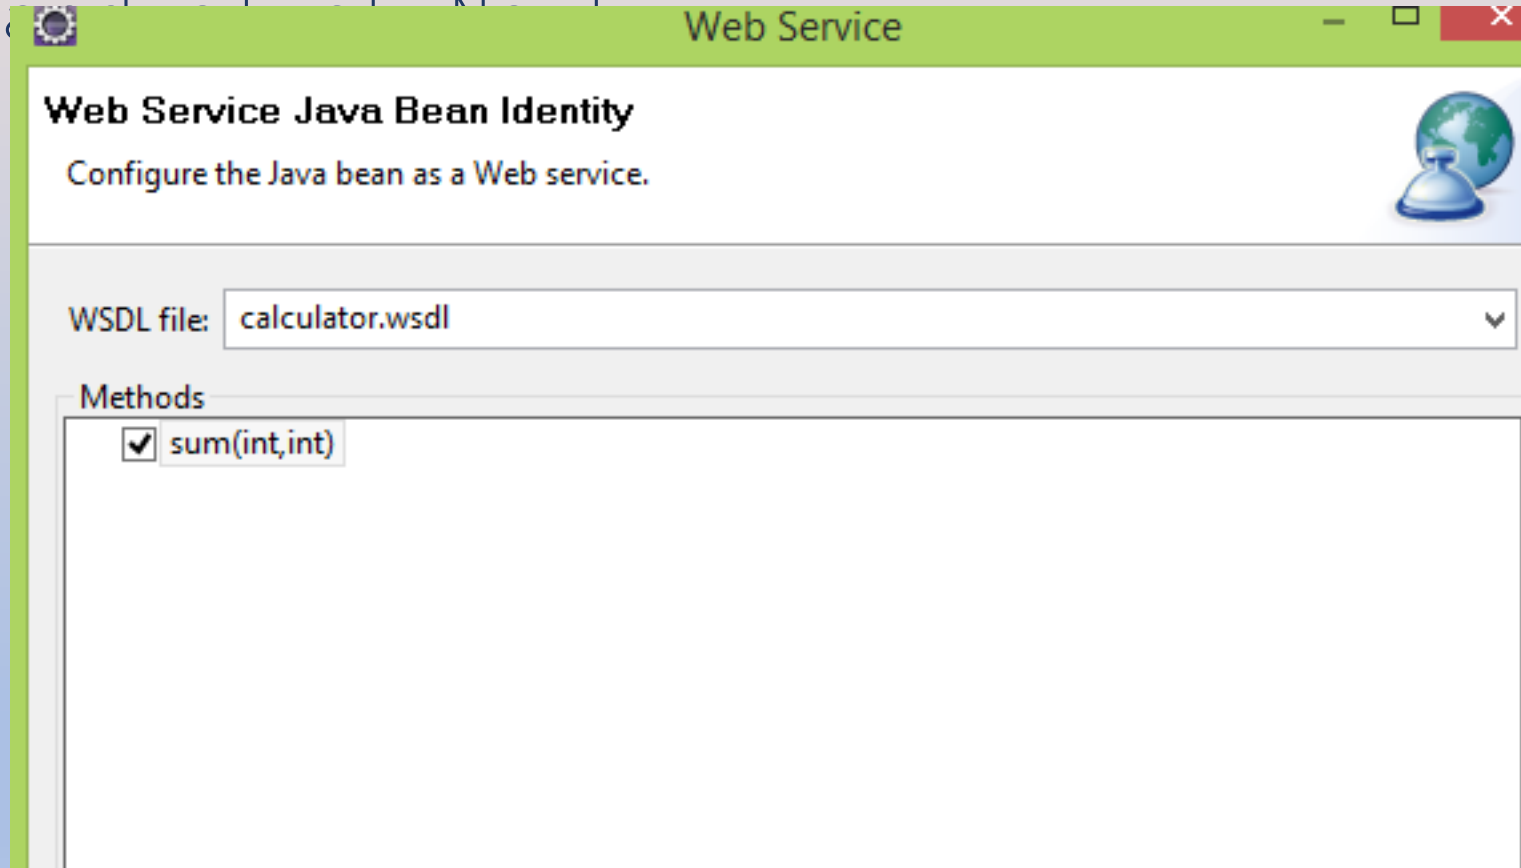 Web Service
Web Service Java Bean Identity
Configure the Java bean as a Web service.
WSDL file: calculator.wsdl
Methods
sum(int,int)